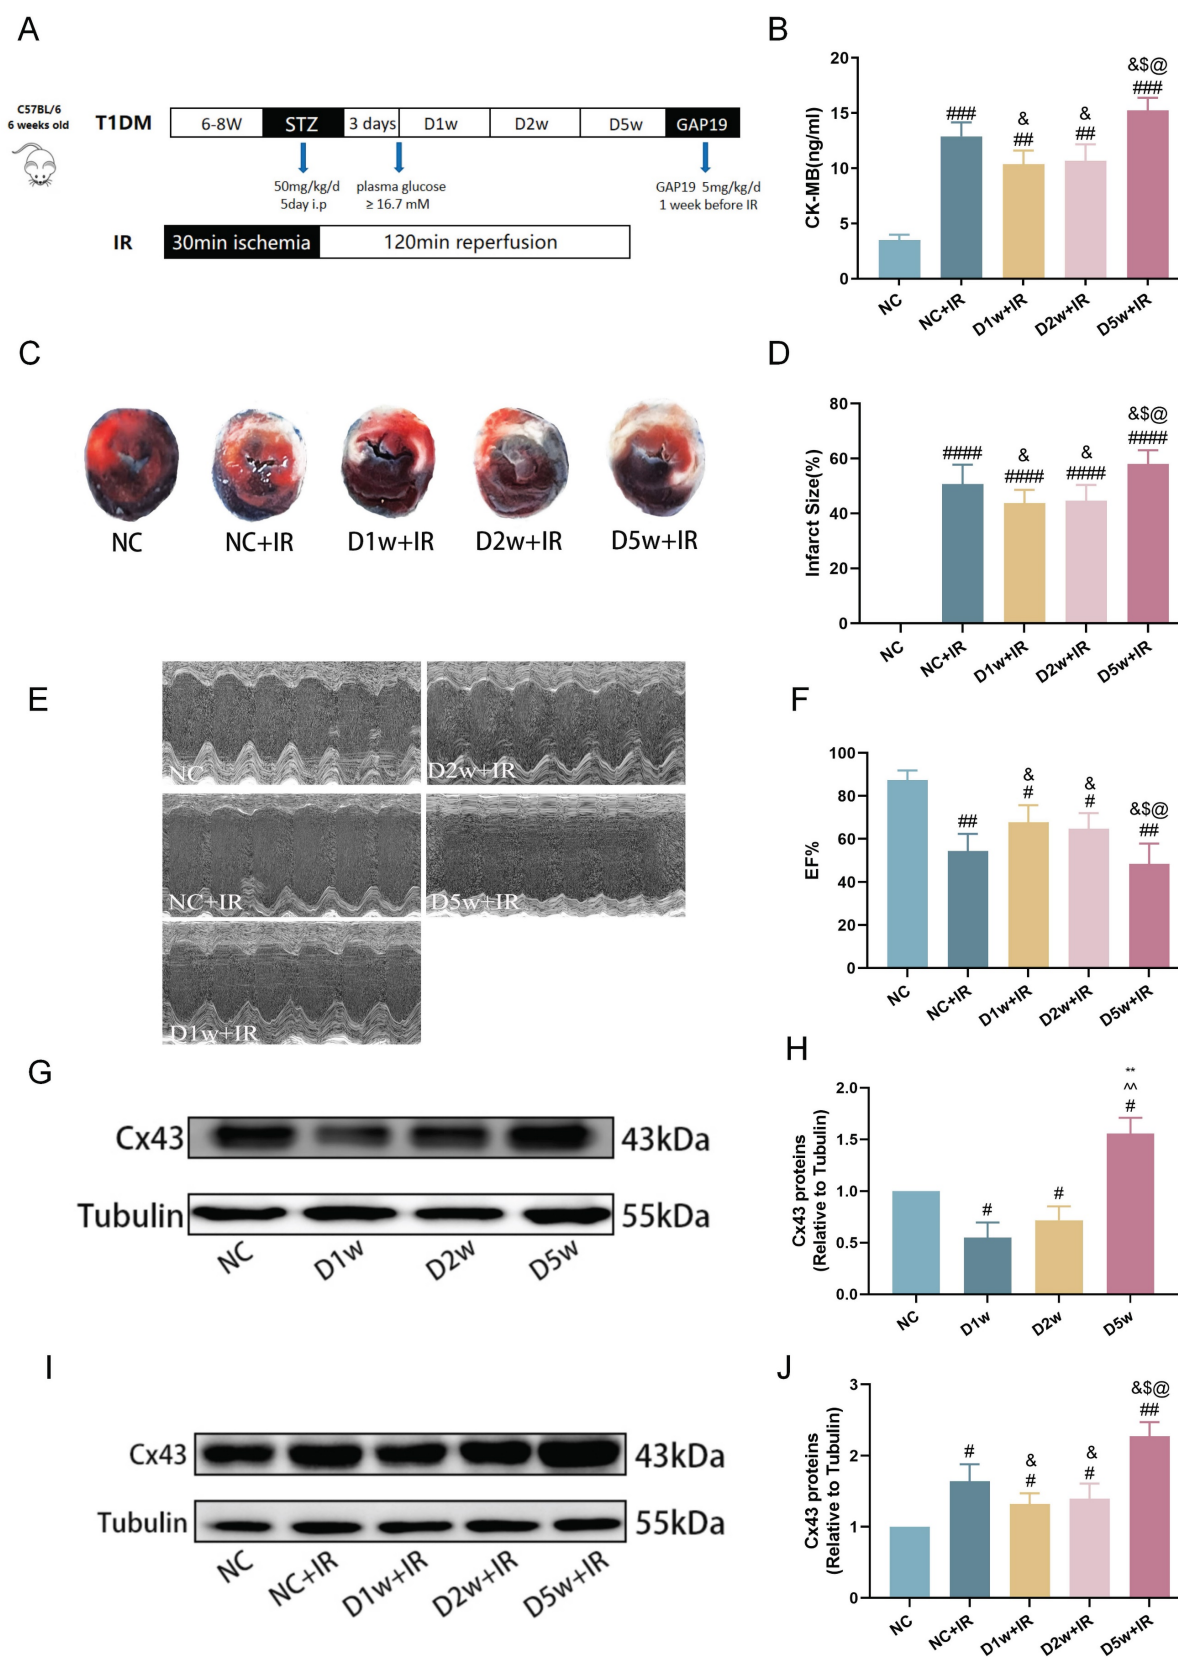 A
C57BL/6
6 weeks old
T1DM
6-8W
STZ
3 days
D1w
D2w
D5w
GAP19
50mg/kg/d
5day i.p
plasma glucose
≥ 16.7 mM
GAP19 5mg/kg/d
1 week before IR
IR
30min ischemia
120min reperfusion
B
CK-MB(ng/ml)
20
15
10
5
0
###
&
##
&
##
&$@
###
NC
NC+IR
D1w+IR
D2w+IR
D5w+IR
C
NC
NC+IR
D1w+IR
D2w+IR
D5w+IR
D
Infarct Size(%)
80
60
40
20
0
####
&
####
&
####
&$@
####
NC
NC+IR
D1w+IR
D2w+IR
D5w+IR
E
NC
D2w+IR
NC+IR
D5w+IR
D1w+IR
F
EF%
100
80
60
40
20
0
##
&
#
&
#
&$@
##
NC
NC+IR
D1w+IR
D2w+IR
D5w+IR
G
Cx43
43kDa
Tubulin
55kDa
NC
D1w
D2w
D5w
H
Cx43 proteins
(Relative to Tubulin)
2.0
1.5
1.0
0.5
0.0
#
#
**
^^
#
NC
D1w
D2w
D5w
I
Cx43
43kDa
Tubulin
55kDa
NC
NC+IR
D1w+IR
D2w+IR
D5w+IR
J
Cx43 proteins
(Relative to Tubulin)
3
2
1
0
#
&
#
&
#
&$@
##
NC
NC+IR
D1w+IR
D2w+IR
D5w+IR